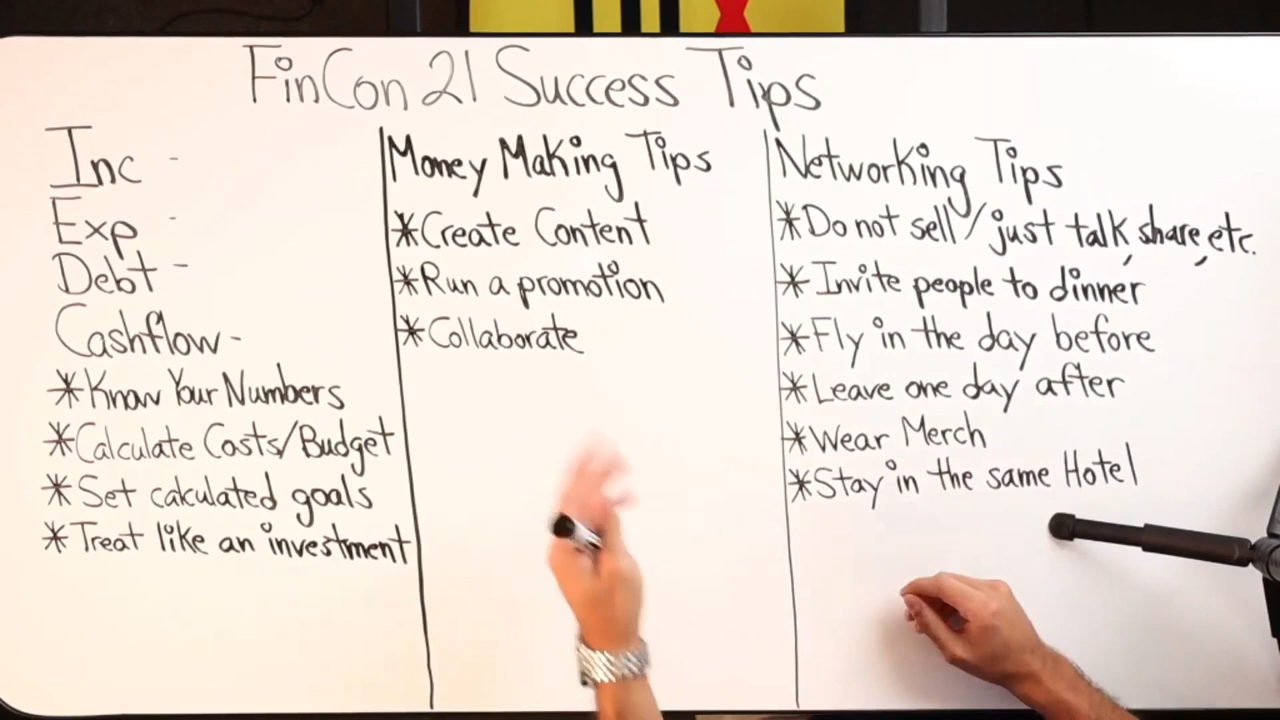 FinCon 21 Success Tips
Inc -
Exp -
Debt -
Cashflow -
*Know Your Numbers
*Calculate Costs/Budget
*Set calculated goals
*Treat like an investment
Money Making Tips
*Create Content
*Run a promotion
*Collaborate
Networking Tips
*Do not sell/just talk, share, etc.
*Invite people to dinner
*Fly in the day before
*Leave one day after
*Wear Merch
*Stay in the same Hotel